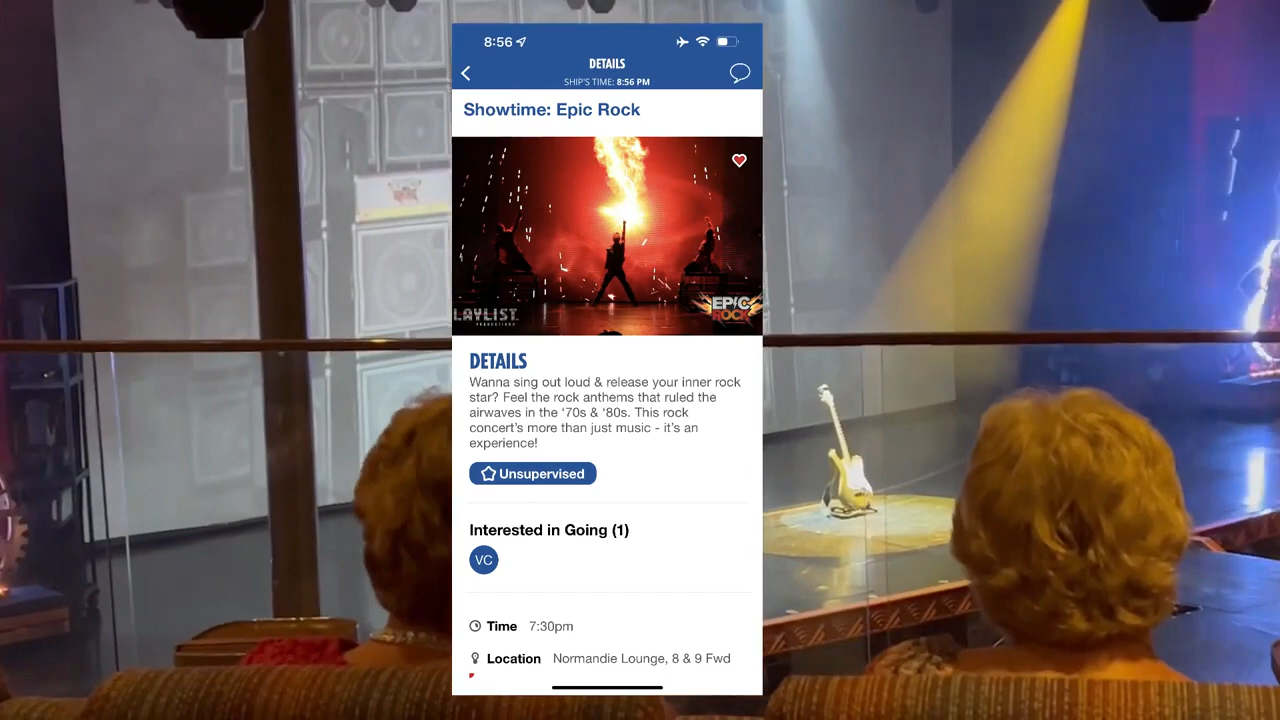 8:56
DETAILS
SHIP'S TIME: 8:56 PM
Showtime: Epic Rock
EPIC
ROCK
LAYLIST
PRODUCTIONS
DETAILS
Wanna sing out loud & release your inner rock
star? Feel the rock anthems that ruled the
airwaves in the '70s & '80s. This rock
concert's more than just music - it's an
experience!
Unsupervised
Interested in Going (1)
VC
Time 7:30pm
Location Normandie Lounge, 8 & 9 Fwd